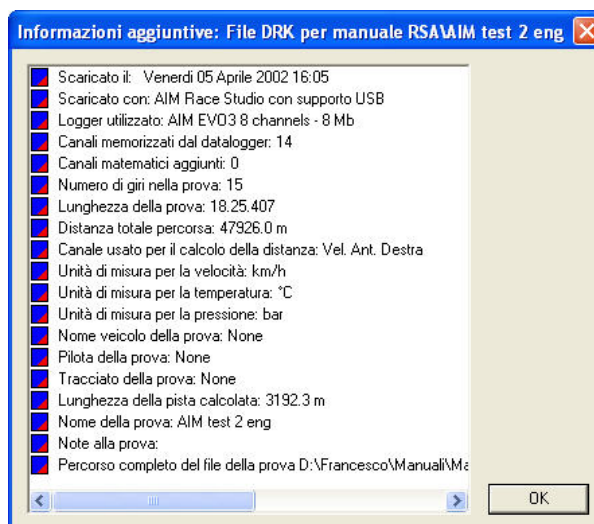 Informazioni aggiuntive: File DRK per manuale RSA\AIM test 2 eng
Scaricato il: Venerdi 05 Aprile 2002 16:05
Scaricato con: AIM Race Studio con supporto USB
Logger utilizzato: AIM EVO3 8 channels - 8 Mb
Canali memorizzati dal datalogger: 14
Canali matematici aggiunti: 0
Numero di giri nella prova: 15
Lunghezza della prova: 18.25.407
Distanza totale percorsa: 47926.0 m
Canale usato per il calcolo della distanza: Vel. Ant. Destra
Unità di misura per la velocità: km/h
Unità di misura per la temperatura: °C
Unità di misura per la pressione: bar
Nome veicolo della prova: None
Pilota della prova: None
Tracciato della prova: None
Lunghezza della pista calcolata: 3192.3 m
Nome della prova: AIM test 2 eng
Note alla prova:
Percorso completo del file della prova D:\Francesco\Manuali\Ma
OK